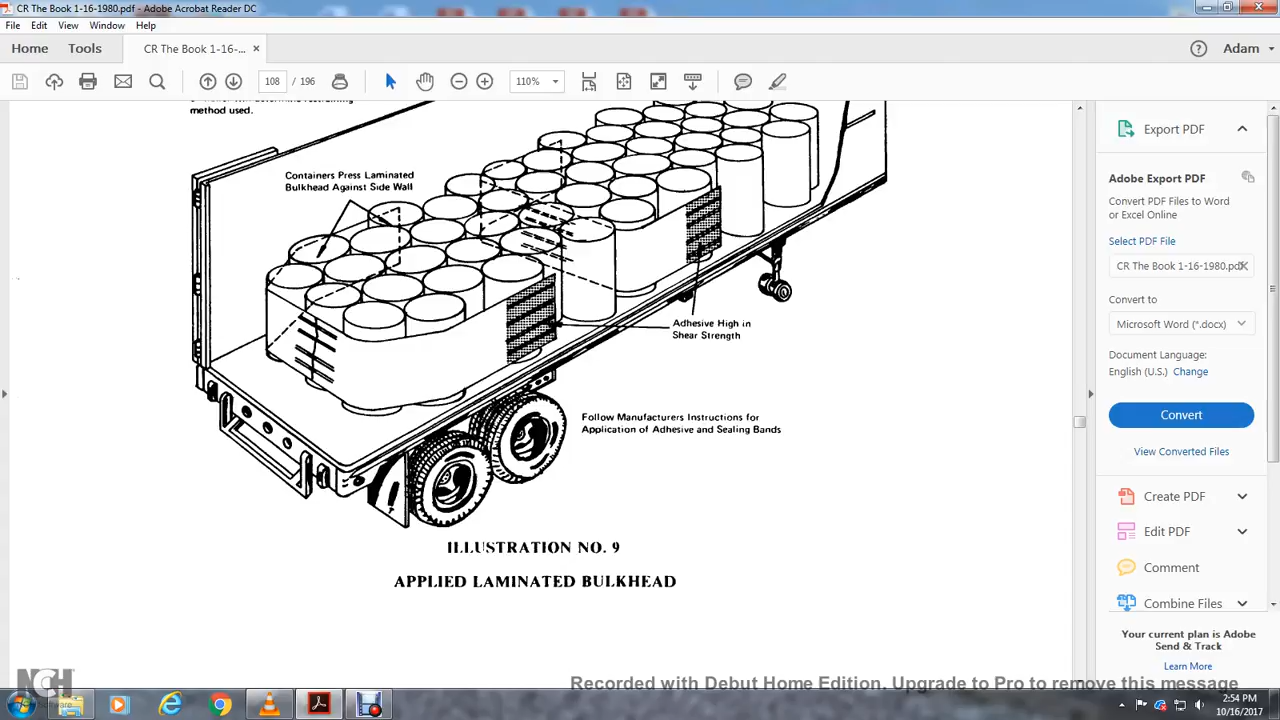 CR The Book 1-16-1980.pdf - Adobe Acrobat Reader DC
File Edit View Window Help
Home Tools CR The Book 1-16-... × Adam
108 / 196 110%
method used.
Containers Press Laminated
Bulkhead Against Side Wall
Adhesive High in
Shear Strength
Follow Manufacturers Instructions for
Application of Adhesive and Sealing Bands
ILLUSTRATION NO. 9
APPLIED LAMINATED BULKHEAD
Export PDF
Adobe Export PDF
Convert PDF Files to Word
or Excel Online
Select PDF File
CR The Book 1-16-1980.pdf
Convert to
Microsoft Word (*.docx)
Document Language:
English (U.S.) Change
Convert
View Converted Files
Create PDF
Edit PDF
Comment
Combine Files
Your current plan is Adobe
Send & Track
Learn More
NCH
Software
Recorded with Debut Home Edition. Upgrade to Pro to remove this message
2:54 PM
10/16/2017